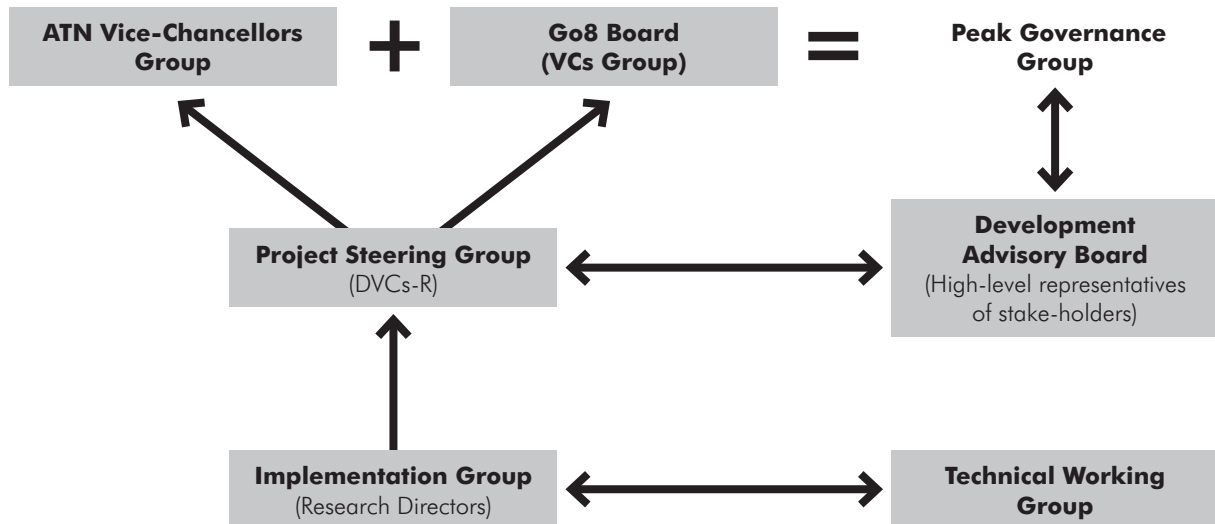 ATN Vice-Chancellors
Group
+
Go8 Board
(VCs Group)
=
Peak Governance
Group
Project Steering Group
(DVCs-R)
Development
Advisory Board
(High-level representatives
of stake-holders)
Implementation Group
(Research Directors)
Technical Working
Group